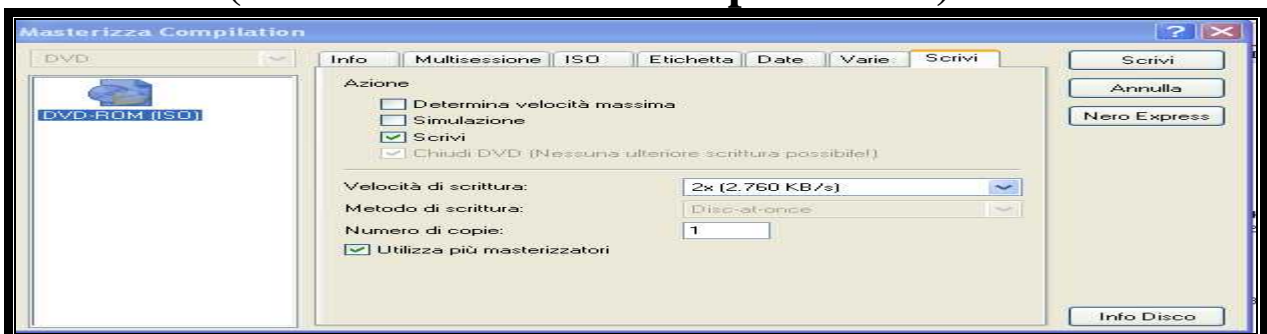 Masterizza Compilation
DVD
DVD-ROM (ISO)
Info Multisessione ISO Etichetta Date Varie Scrivi
Azione
Determina velocità massima
Simulazione
Scrivi
Chiudi DVD (Nessuna ulteriore scrittura possibile!)
Velocità di scrittura: 2x (2.760 KB/s)
Metodo di scrittura: Disc-at-once
Numero di copie: 1
Utilizza più masterizzatori
Scrivi
Annulla
Nero Express
Info Disco